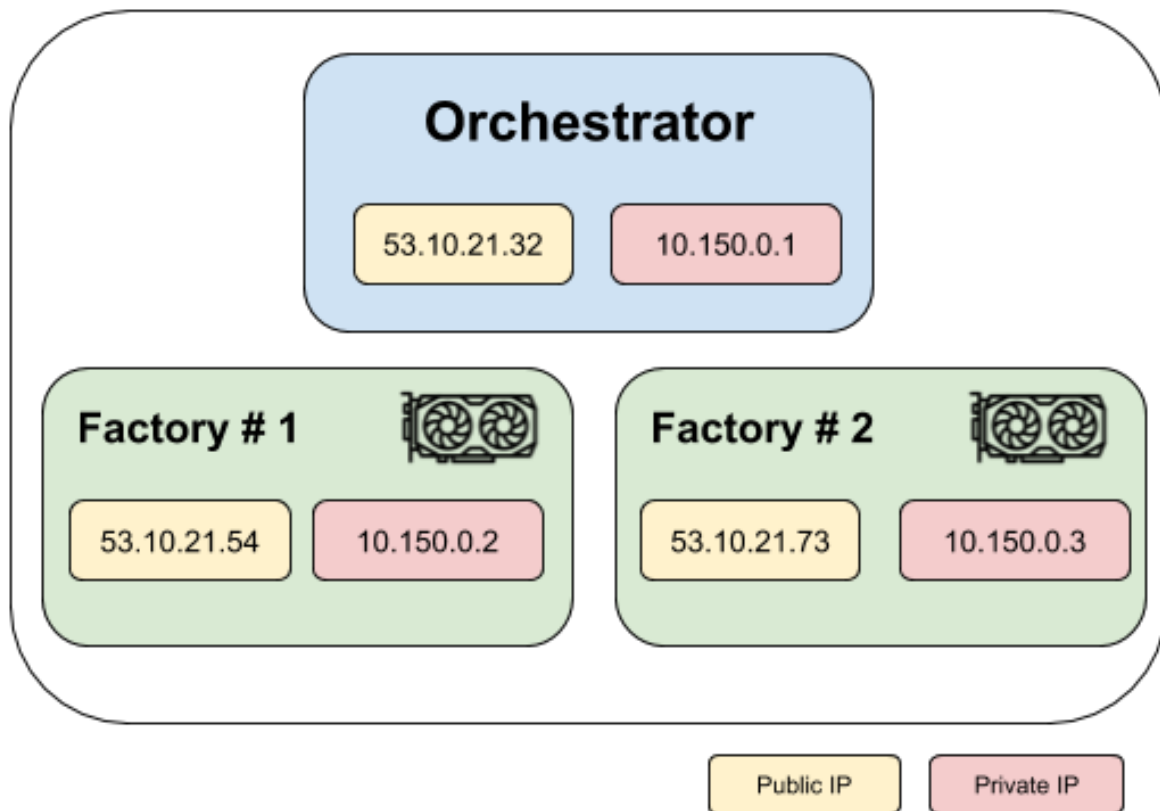 Orchestrator
53.10.21.32
10.150.0.1
Factory # 1
Factory # 2
53.10.21.54
10.150.0.2
53.10.21.73
10.150.0.3
Public IP
Private IP